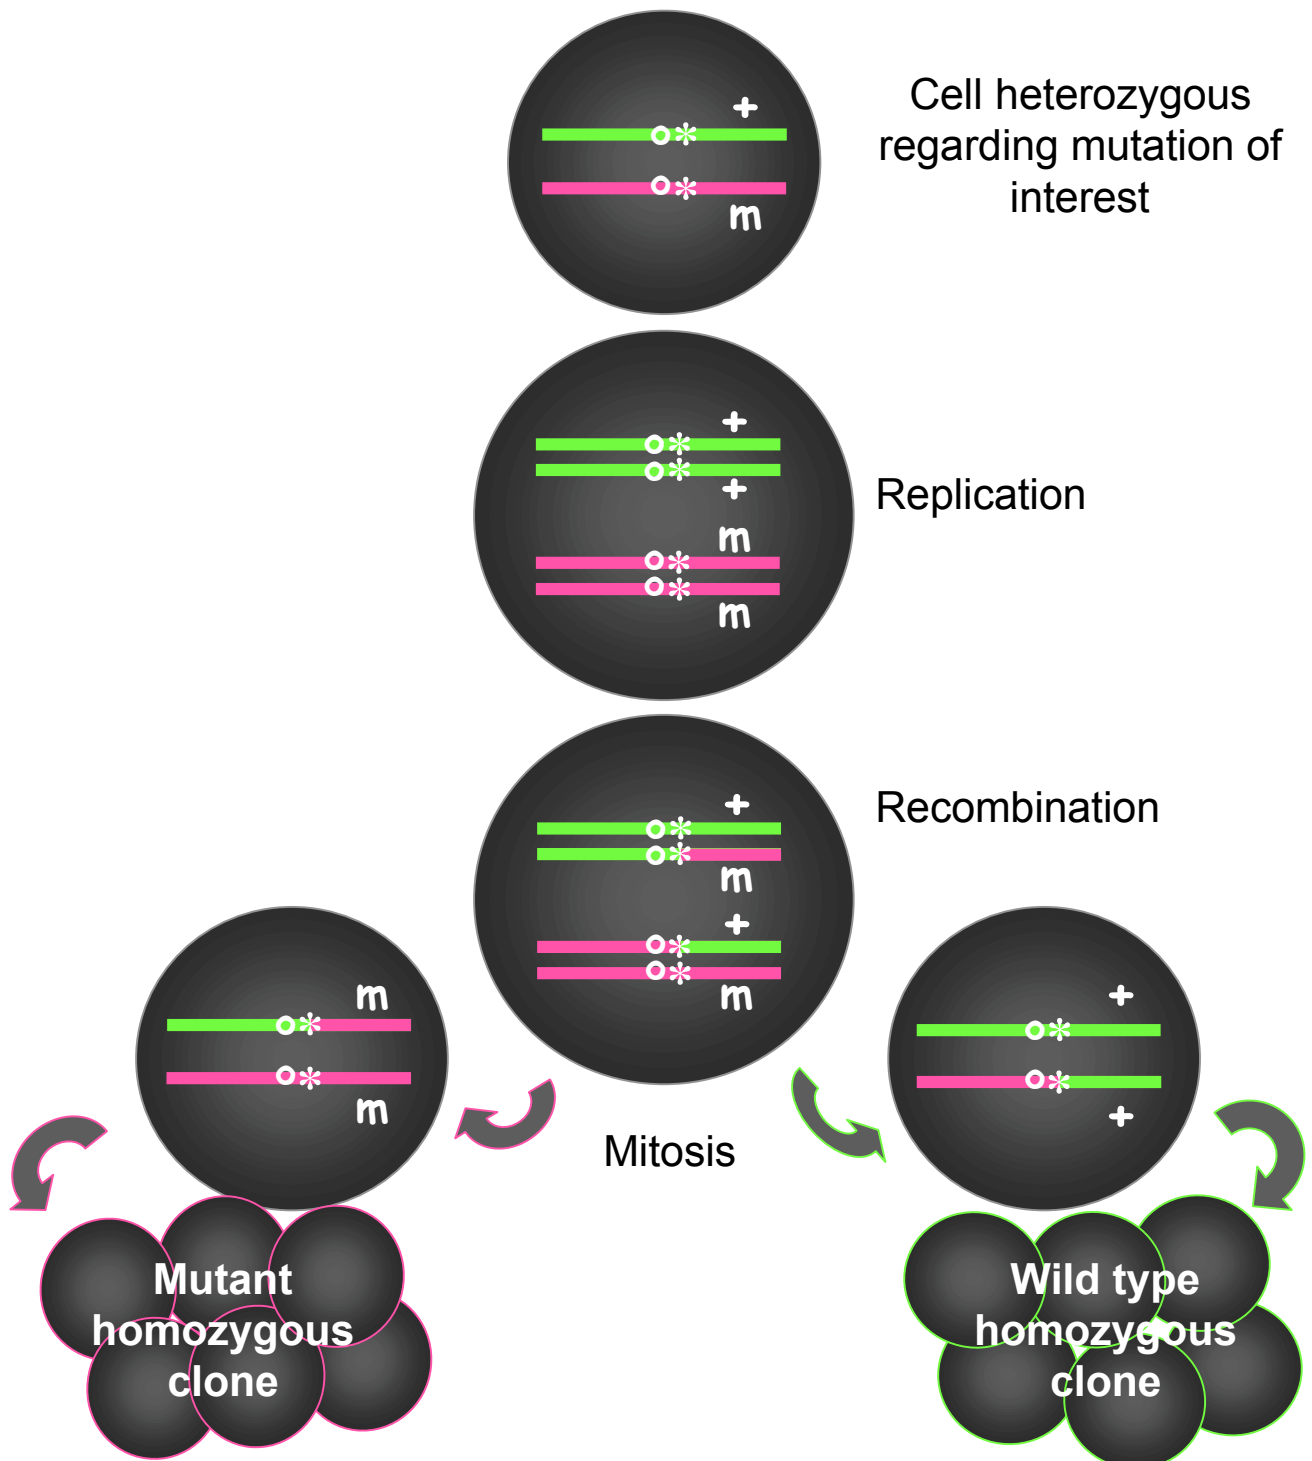 +
Cell heterozygous
regarding mutation of
interest
*
*
m
+
*
*
+
Replication
m
*
*
m
Recombination
+
*
*
m
+
*
*
m
m
*
*
m
+
*
*
+
Mitosis
Mutant
homozygous
clone
Wild type
homozygous
clone